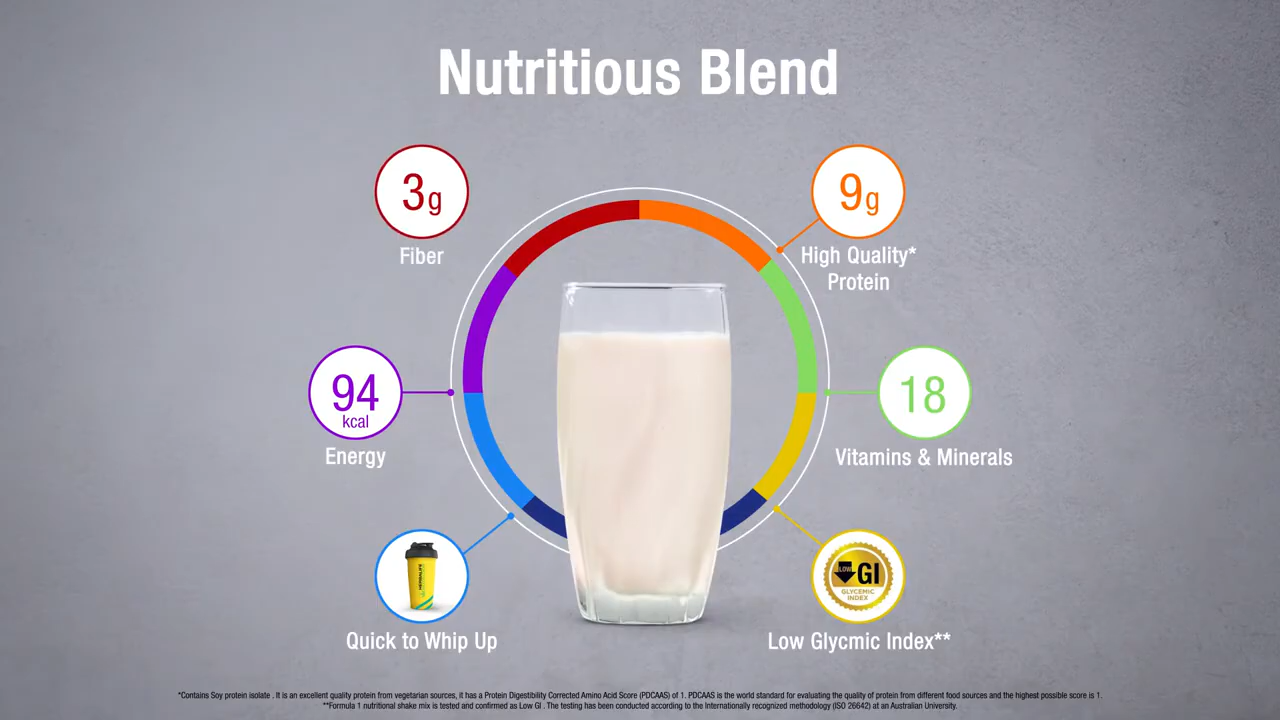 Nutritious Blend
3g
Fiber
9g
High Quality*
Protein
94
kcal
Energy
18
Vitamins & Minerals
HERBALIFE
Quick to Whip Up
LOW
GI
GLYCEMIC
INDEX
Low Glycmic Index**
*Contains Soy protein isolate . It is an excellent quality protein from vegetarian sources, it has a Protein Digestibility Corrected Amino Acid Score (PDCAAS) of 1. PDCAAS is the world standard for evaluating the quality of protein from different food sources and the highest possible score is 1.
**Formula 1 nutritional shake mix is tested and confirmed as Low GI . The testing has been conducted according to the Internationally recognized methodology (ISO 26642) at an Australian University.